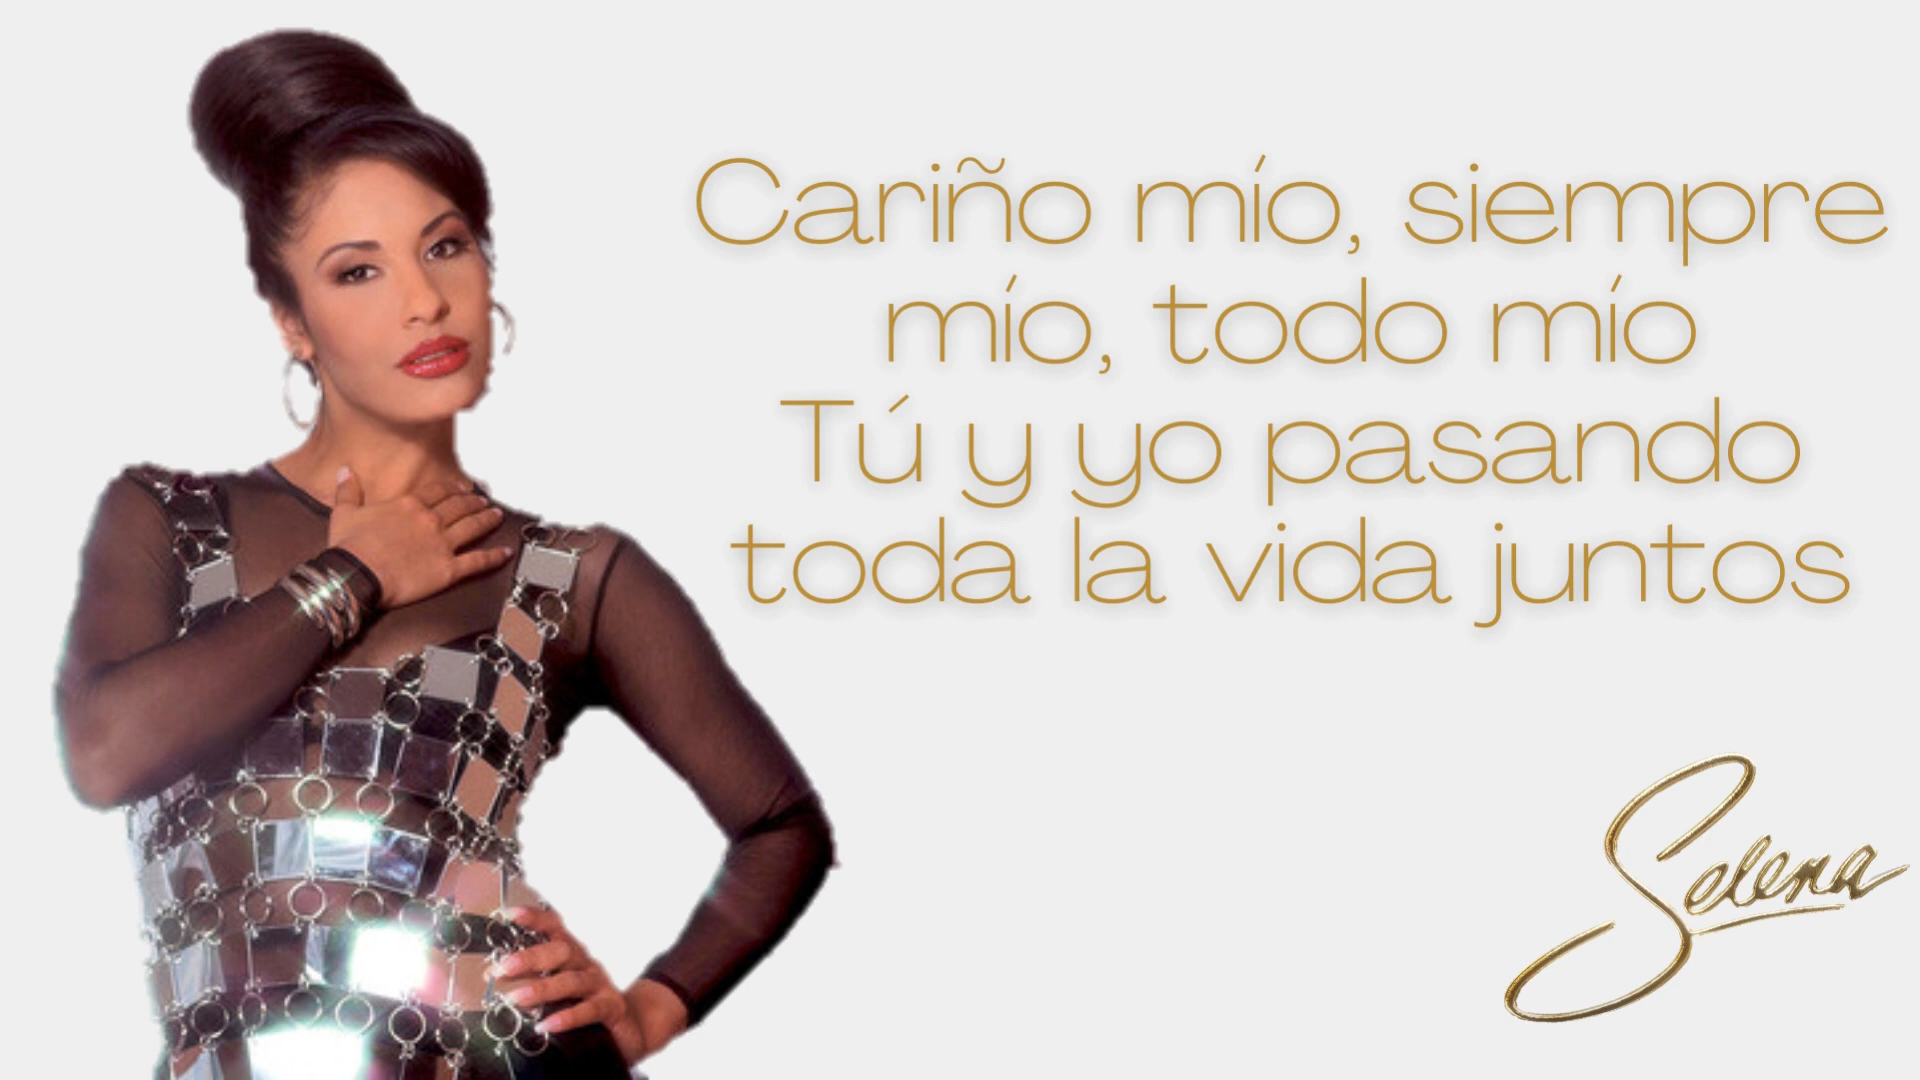 Cariño mío, siempre
mío, todo mío
Tú y yo pasando
toda la vida juntos
Selena